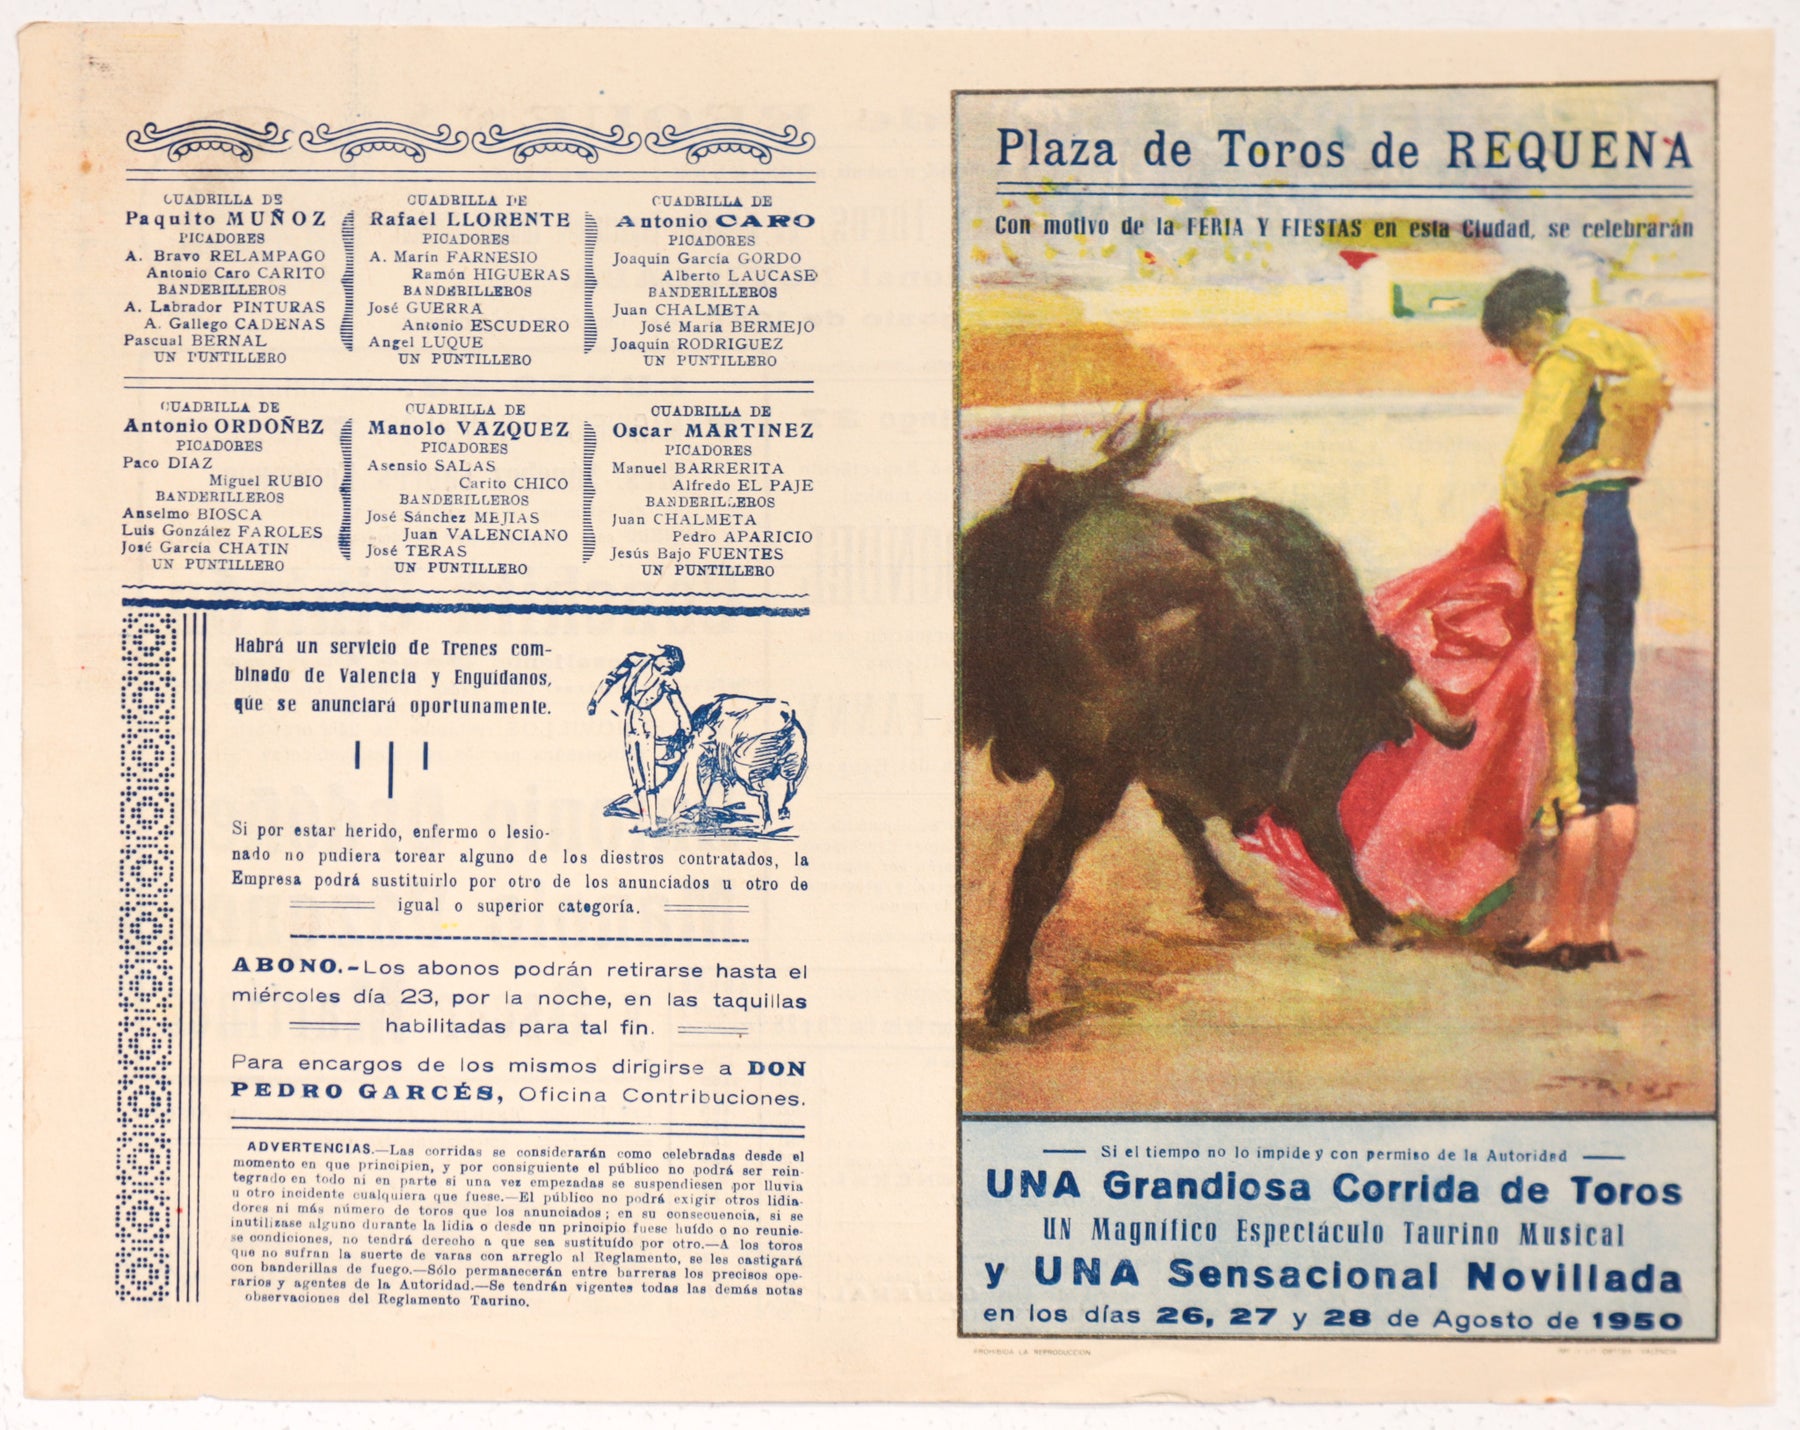 CUADRILLA DE
Paquito MUÑOZ
PICADORES
A. Bravo RELAMPAGO
Antonio Caro CARITO
BANDERILLEROS
A. Labrador PINTURAS
A. Gallego CADENAS
Pascual BERNAL
UN PUNTILLERO
CUADRILLA DE
Rafael LLORENTE
PICADORES
A. Marín FARNESIO
Ramón HIGUERAS
BANDERILLEROS
José GUERRA
Antonio ESCUDERO
Angel LUQUE
UN PUNTILLERO
CUADRILLA DE
Antonio CARO
PICADORES
Joaquín García GORDO
Alberto LAUCASE
BANDERILLEROS
Juan CHALMETA
José María BERMEJO
Joaquín RODRIGUEZ
UN PUNTILLERO
CUADRILLA DE
Antonio ORDOÑEZ
PICADORES
Paco DIAZ
Miguel RUBIO
BANDERILLEROS
Anselmo BIOSCA
Luis González FAROLES
José García CHATIN
UN PUNTILLERO
CUADRILLA DE
Manolo VAZQUEZ
PICADORES
Asensio SALAS
Carito CHICO
BANDERILLEROS
José Sánchez MEJIAS
Juan VALENCIANO
José TERAS
UN PUNTILLERO
CUADRILLA DE
Oscar MARTINEZ
PICADORES
Manuel BARRERITA
Alfredo EL PAJE
BANDERILLEROS
Juan CHALMETA
Pedro APARICIO
Jesús Bajo FUENTES
UN PUNTILLERO
Habrá un servicio de Trenes com-
binado de Valencia y Enguídanos,
que se anunciará oportunamente.
Si por estar herido, enfermo o lesio-
nado no pudiera torear alguno de los diestros contratados, la
Empresa podrá sustituirlo por otro de los anunciados u otro de
igual o superior categoría.
ABONO.-Los abonos podrán retirarse hasta el
miércoles día 23, por la noche, en las taquillas
habilitadas para tal fin.
Para encargos de los mismos dirigirse a DON
PEDRO GARCÉS, Oficina Contribuciones.
ADVERTENCIAS.—Las corridas se considerarán como celebradas desde el
momento en que principien, y por consiguiente el público no podrá ser rein-
tegrado en todo ni en parte si una vez empezadas se suspendiesen por lluvia
u otro incidente cualquiera que fuese.—El público no podrá exigir otros lidia-
dores ni más número de toros que los anunciados; en su consecuencia, si se
inutilizase alguno durante la lidia o desde un principio fuese huído o no reunie-
se condiciones, no tendrá derecho a que sea sustituído por otro.—A los toros
que no sufran la suerte de varas con arreglo al Reglamento, se les castigará
con banderillas de fuego.—Sólo permanecerán entre barreras los precisos ope-
rarios y agentes de la Autoridad.—Se tendrán vigentes todas las demás notas
observaciones del Reglamento Taurino.
Plaza de Toros de REQUENA
Con motivo de la FERIA Y FIESTAS en esta Ciudad, se celebrarán
Si el tiempo no lo impide y con permiso de la Autoridad
UNA Grandiosa Corrida de Toros
UN Magnífico Espectáculo Taurino Musical
y UNA Sensacional Novillada
en los días 26, 27 y 28 de Agosto de 1950
PROHIBIDA LA REPRODUCCION
VALENCIA